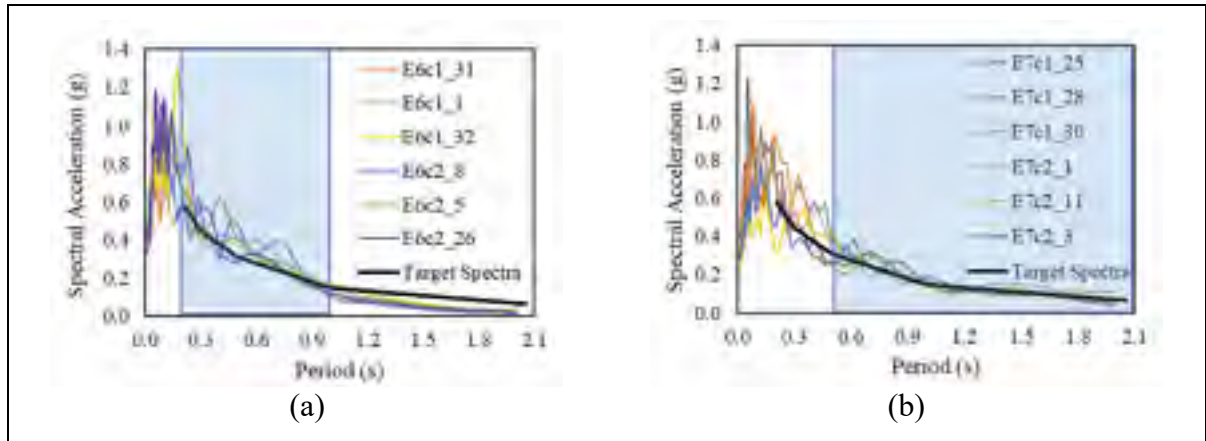 1.4
1.2
1.0
0.8
0.6
0.4
0.2
0.0
Spectral Acceleration (g)
E6c1_31
E6c1_1
E6c1_32
E6c2_8
E6c2_5
E6c2_26
Target Spectra
0.0 0.3 0.6 0.9 1.2 1.5 1.8 2.1
Period (s)
(a)
1.4
1.2
1.0
0.8
0.6
0.4
0.2
0.0
Spectral Acceleration (g)
E7c1_25
E7c1_28
E7c1_30
E7c2_1
E7c2_11
E7c2_3
Target Spectra
0.0 0.3 0.6 0.9 1.2 1.5 1.8 2.1
Period (s)
(b)